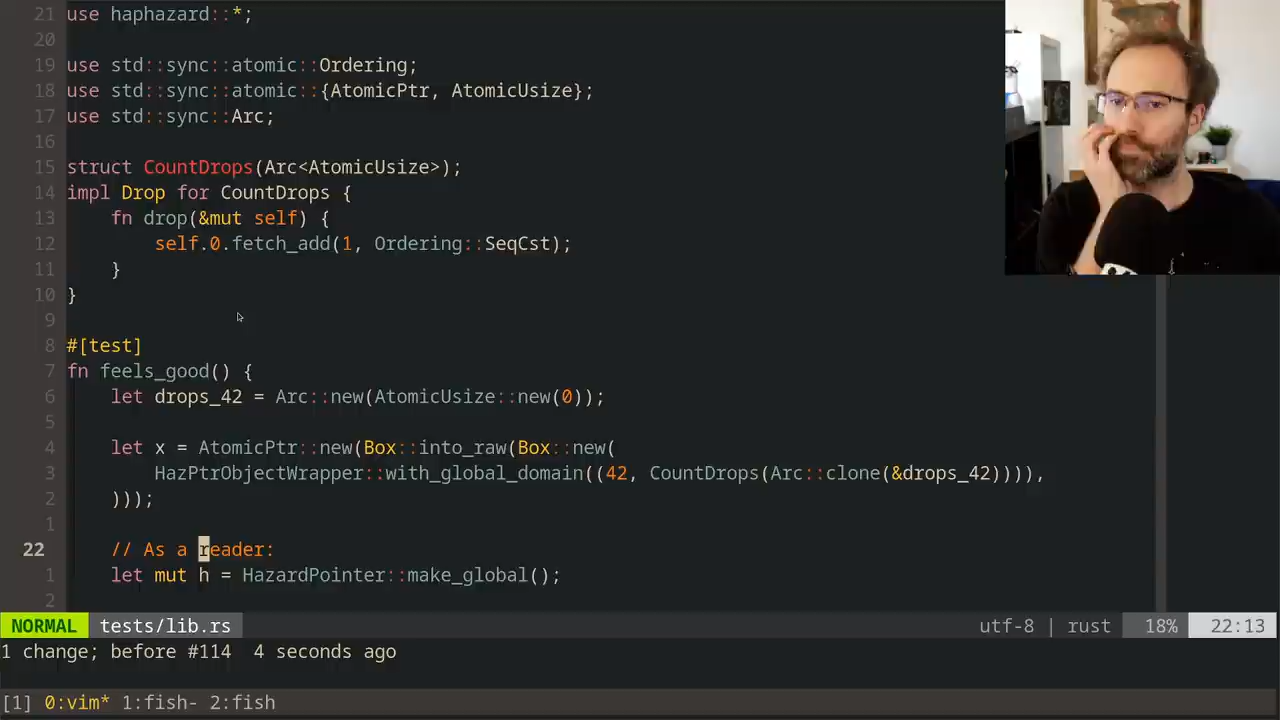 21 use haphazard::*;
20
19 use std::sync::atomic::Ordering;
18 use std::sync::atomic::{AtomicPtr, AtomicUsize};
17 use std::sync::Arc;
16
15 struct CountDrops(Arc<AtomicUsize>);
14 impl Drop for CountDrops {
13     fn drop(&mut self) {
12         self.0.fetch_add(1, Ordering::SeqCst);
11     }
10 }
9
8 #[test]
7 fn feels_good() {
6     let drops_42 = Arc::new(AtomicUsize::new(0));
5
4     let x = AtomicPtr::new(Box::into_raw(Box::new(
3         HazPtrObjectWrapper::with_global_domain((42, CountDrops(Arc::clone(&drops_42)))),
2     )));
1
22     // As a reader:
1     let mut h = HazardPointer::make_global();
2
NORMAL tests/lib.rs utf-8 | rust 18% 22:13
1 change; before #114 4 seconds ago
[1] 0:vim* 1:fish- 2:fish